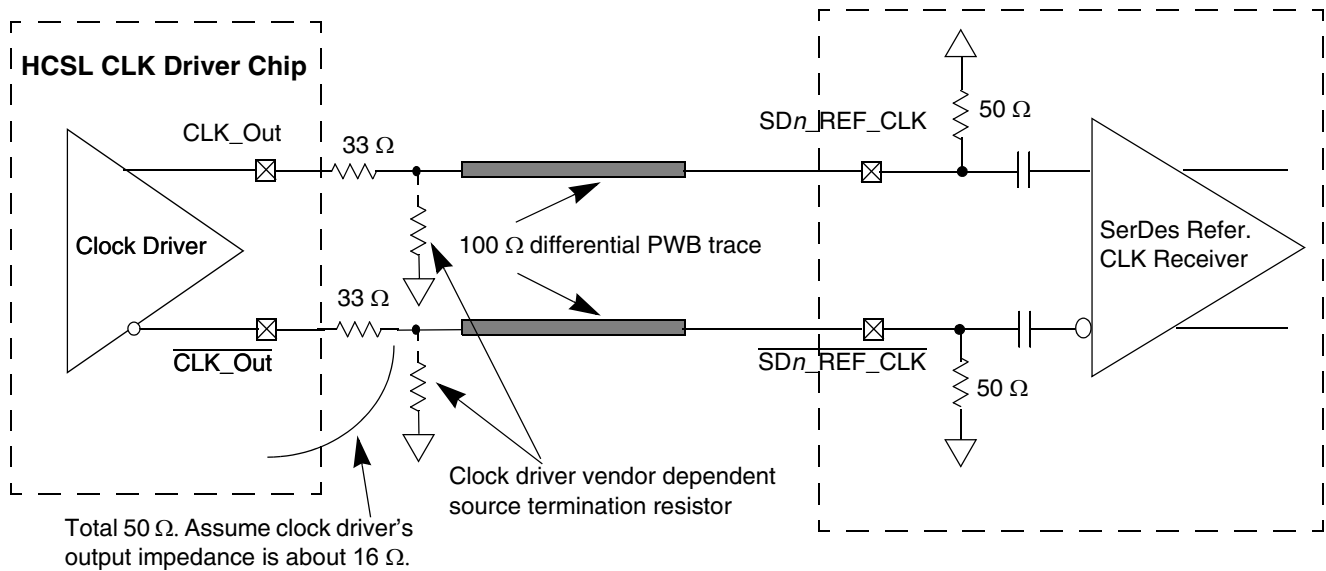 HCSL CLK Driver Chip
CLK_Out
33 Ω
SDn_REF_CLK
50 Ω
Clock Driver
100 Ω differential PWB trace
SerDes Refer.
CLK Receiver
33 Ω
CLK_Out
SDn_REF_CLK
50 Ω
Clock driver vendor dependent
source termination resistor
Total 50 Ω. Assume clock driver's
output impedance is about 16 Ω.